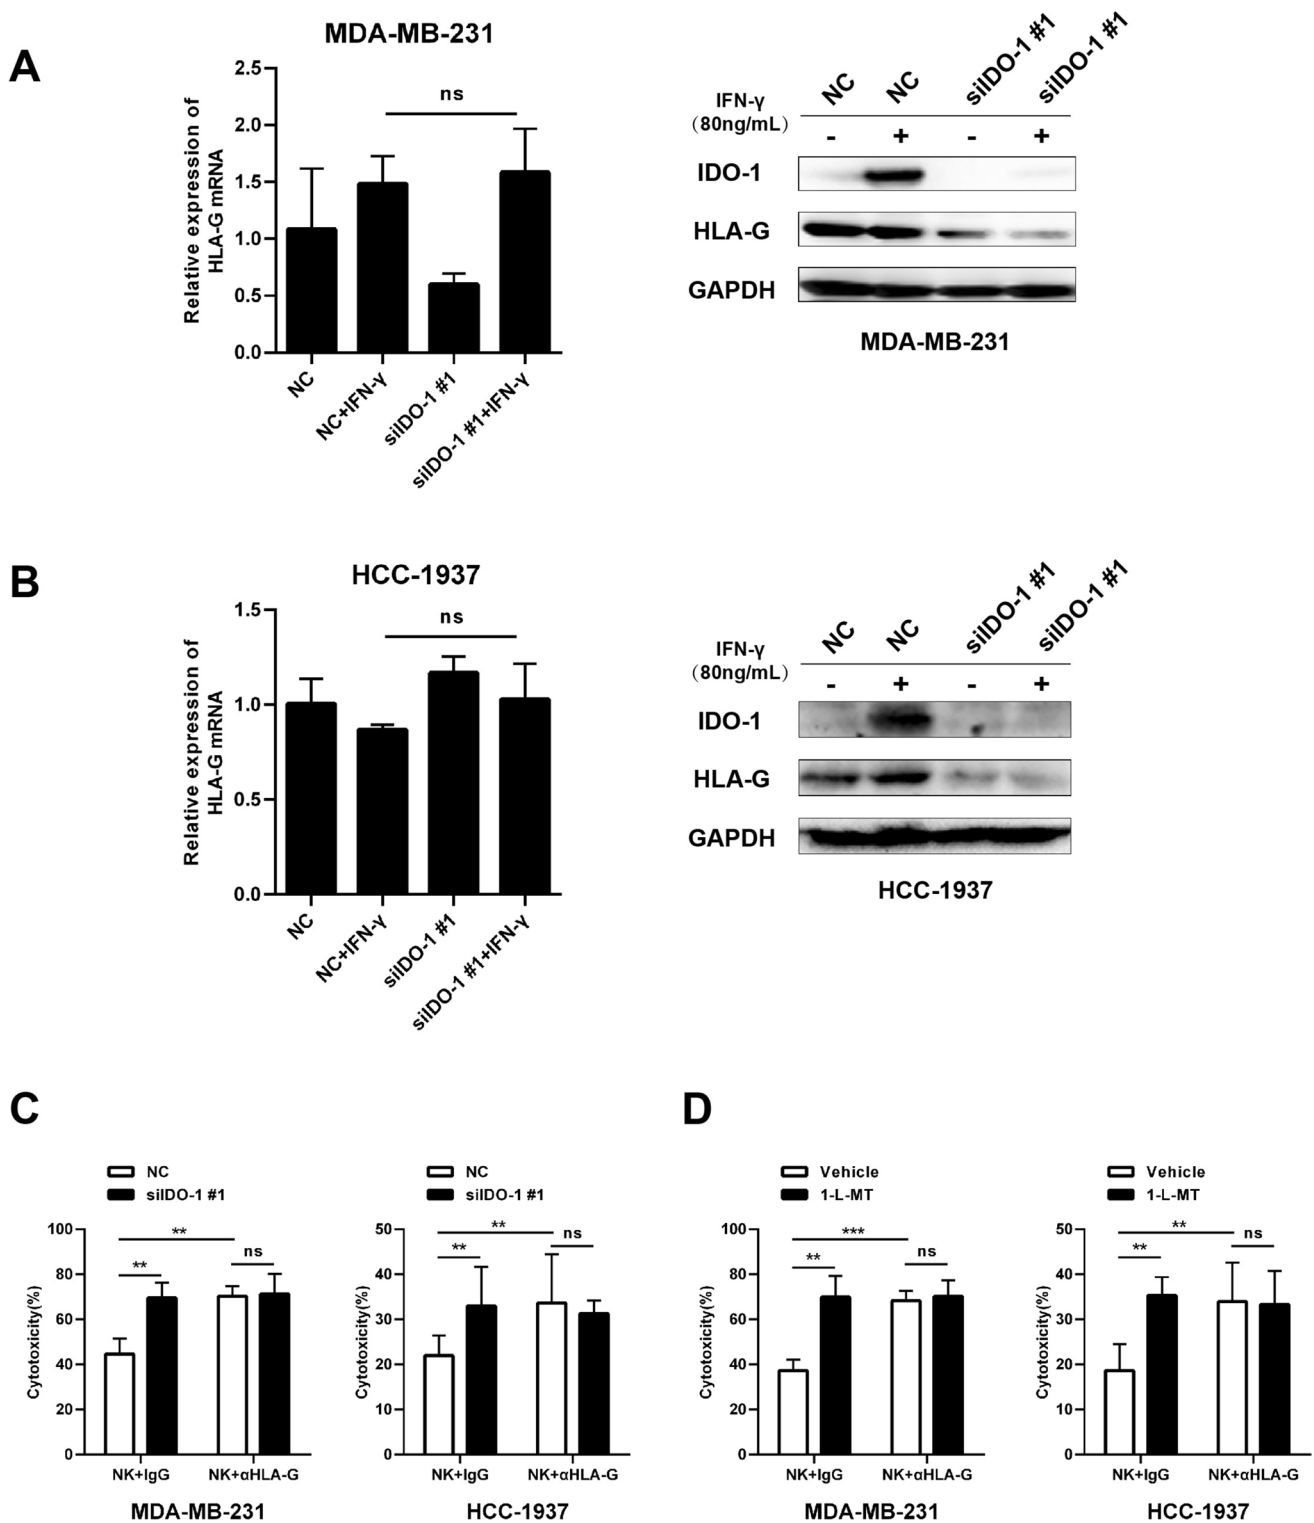 A
MDA-MB-231
Relative expression of
HLA-G mRNA
2.5
2.0
1.5
1.0
0.5
0.0
ns
NC
NC+IFN-γ
siIDO-1 #1
siIDO-1 #1+IFN-γ
NC
NC
siIDO-1 #1
siIDO-1 #1
IFN-γ
(80ng/mL)
- + - +
IDO-1
HLA-G
GAPDH
MDA-MB-231
B
HCC-1937
Relative expression of
HLA-G mRNA
1.5
1.0
0.5
0.0
ns
NC
NC+IFN-γ
siIDO-1 #1
siIDO-1 #1+IFN-γ
NC
NC
siIDO-1 #1
siIDO-1 #1
IFN-γ
(80ng/mL)
- + - +
IDO-1
HLA-G
GAPDH
HCC-1937
C
NC
siIDO-1 #1
Cytotoxicity(%)
100
80
60
40
20
0
**
**
ns
NK+IgG
NK+αHLA-G
MDA-MB-231
NC
siIDO-1 #1
Cytotoxicity(%)
50
40
30
20
10
0
**
**
ns
NK+IgG
NK+αHLA-G
HCC-1937
D
Vehicle
1-L-MT
Cytotoxicity(%)
100
80
60
40
20
0
***
**
ns
NK+IgG
NK+αHLA-G
MDA-MB-231
Vehicle
1-L-MT
Cytotoxicity(%)
50
40
30
20
10
0
**
**
ns
NK+IgG
NK+αHLA-G
HCC-1937